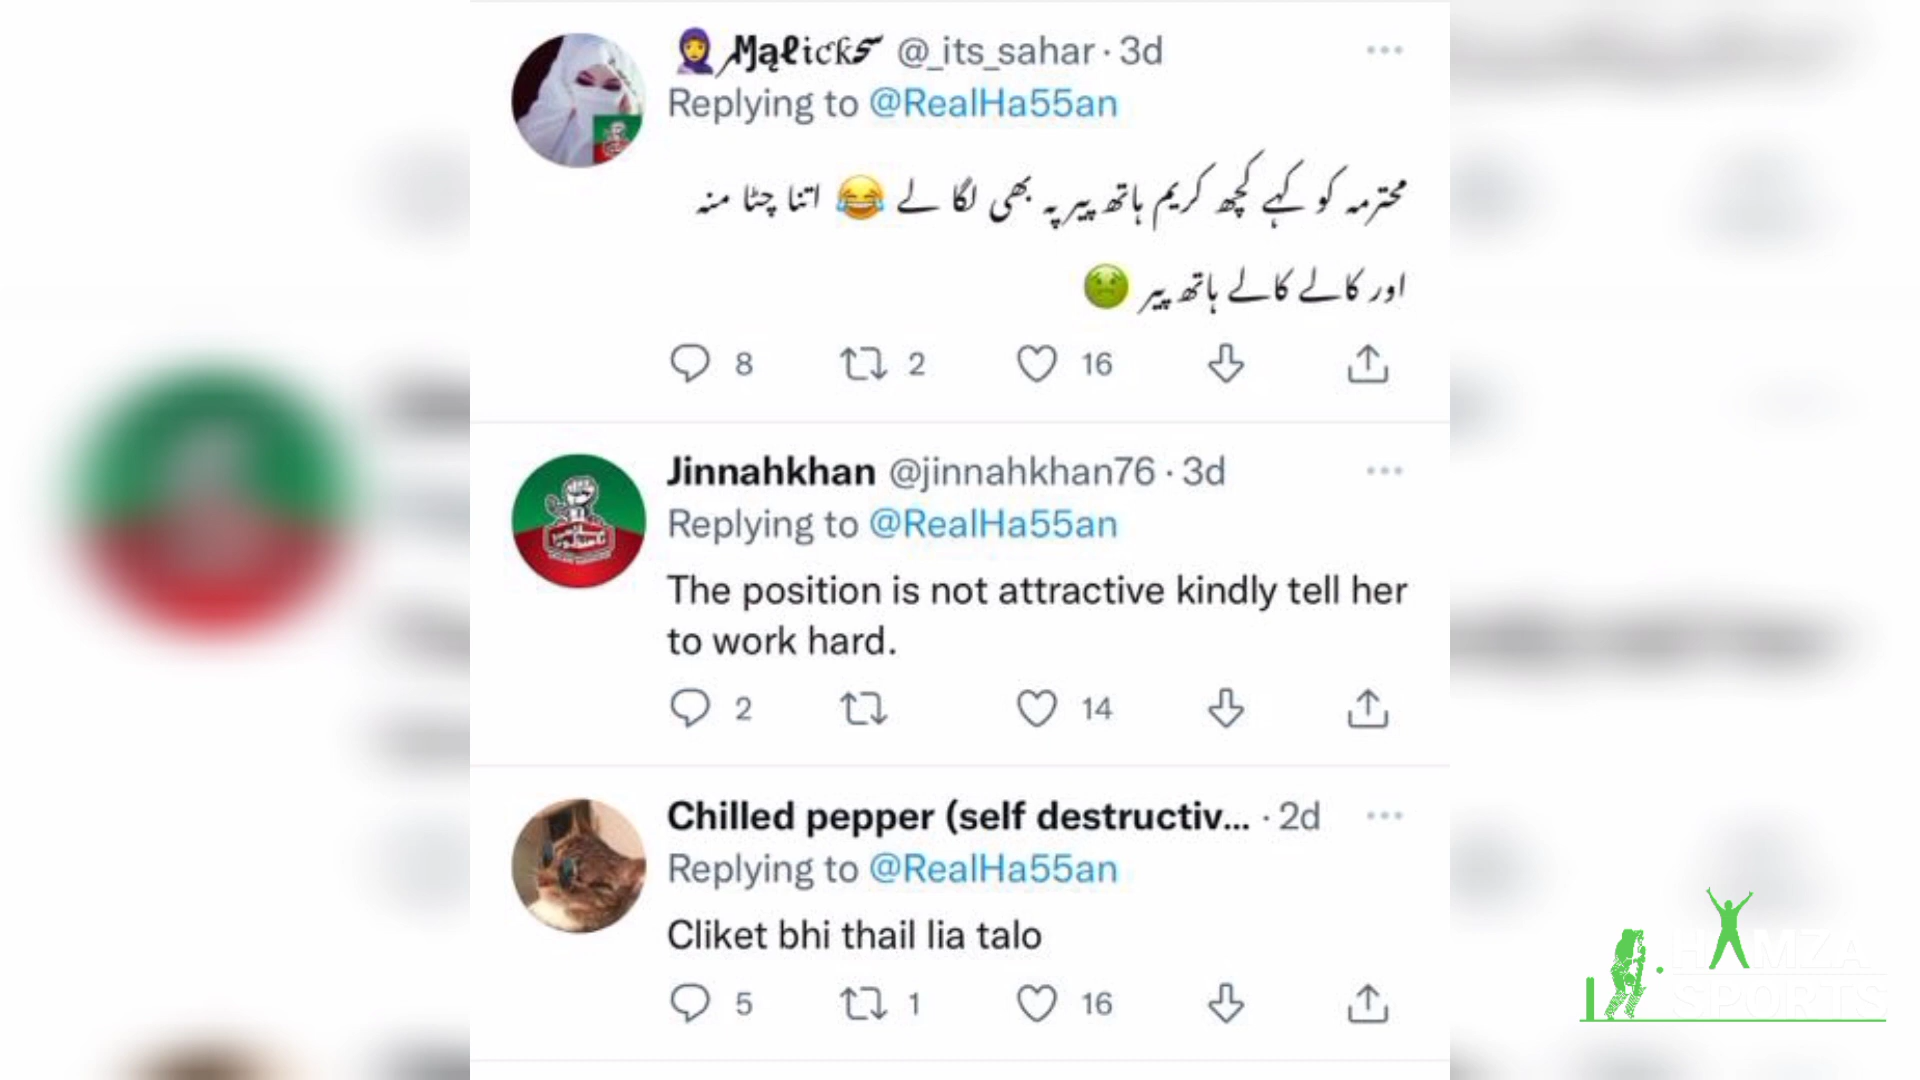 Mąlicks @_its_sahar · 3d
Replying to @RealHa55an
محترمہ کو کہے کچھ کریم ہاتھ پیر پہ بھی لگا لے 😂 اتنا چٹا منہ
اور کالے کالے ہاتھ پیر 🤢
8 2 16
Jinnahkhan @jinnahkhan76 · 3d
Replying to @RealHa55an
The position is not attractive kindly tell her
to work hard.
2 14
Chilled pepper (self destructiv... · 2d
Replying to @RealHa55an
Cliket bhi thail lia talo
5 1 16
HAMZA
SPORTS